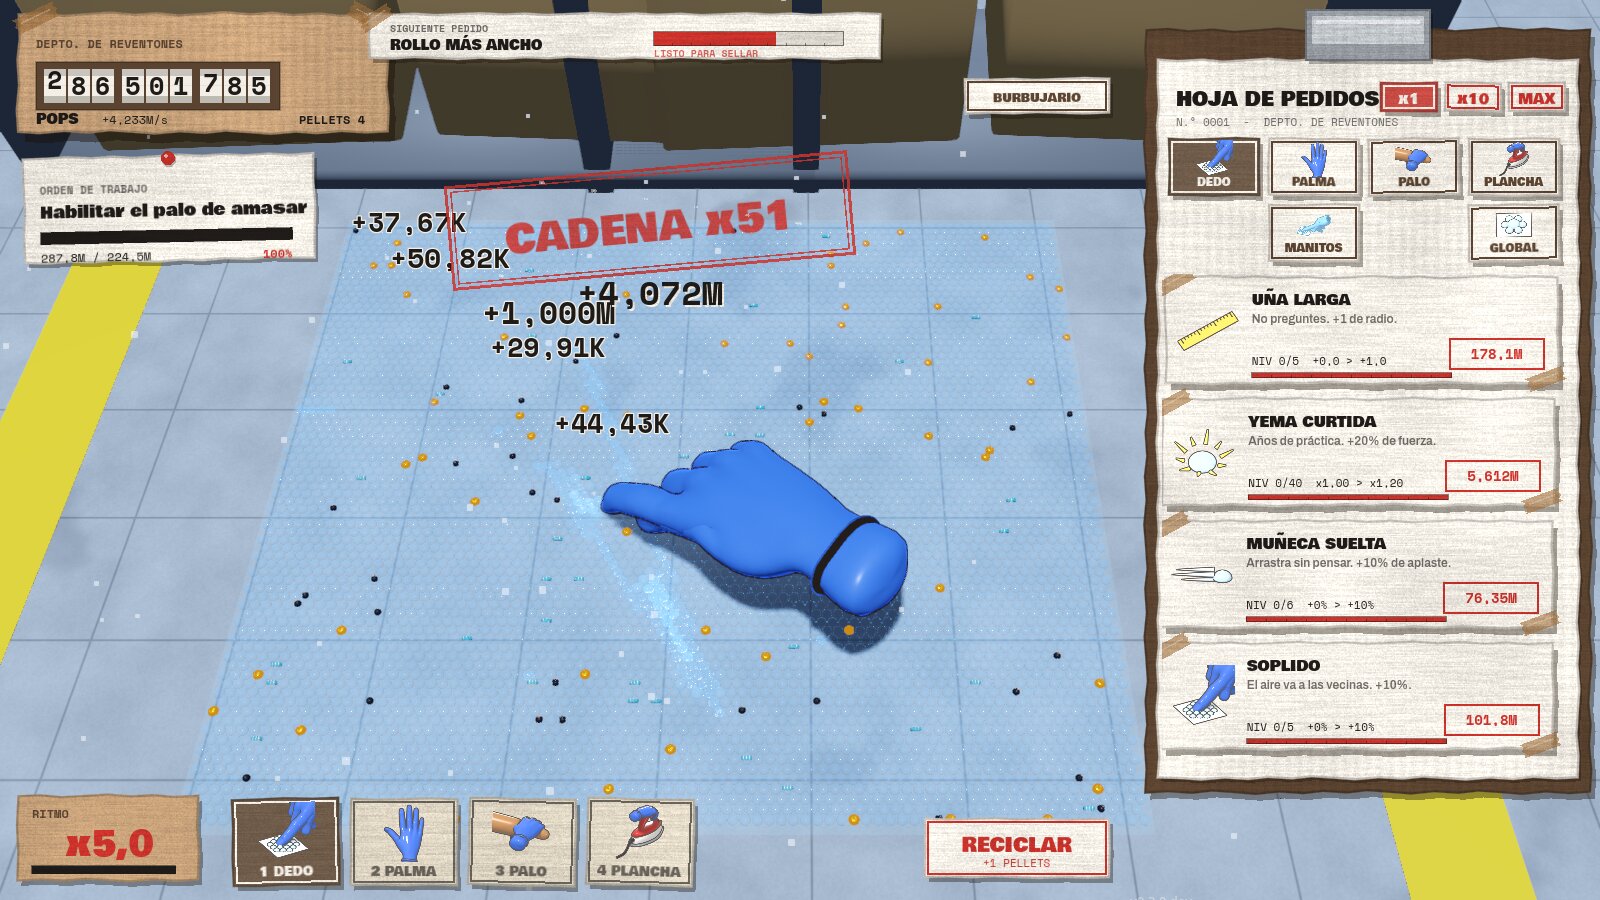 DEPTO. DE REVENTONES
286 501 785
POPS +4,233M/s PELLETS 4
SIGUIENTE PEDIDO
ROLLO MÁS ANCHO
LISTO PARA SELLAR
BURBUJARIO
ORDEN DE TRABAJO
Habilitar el palo de amasar
287,8M / 224,5M 100%
CADENA x51
+37,67K
+50,82K
+4,072M
+1,000M
+29,91K
+44,43K
HOJA DE PEDIDOS x1 x10 MAX
N.° 0001 - DEPTO. DE REVENTONES
DEDO PALMA PALO PLANCHA
MANITOS GLOBAL
UÑA LARGA
No preguntes. +1 de radio.
NIV 0/5 +0,0 > +1,0 178,1M
YEMA CURTIDA
Años de práctica. +20% de fuerza.
NIV 0/40 x1,00 > x1,20 5,612M
MUÑECA SUELTA
Arrastra sin pensar. +10% de aplaste.
NIV 0/6 +0% > +10% 76,35M
SOPLIDO
El aire va a las vecinas. +10%.
NIV 0/5 +0% > +10% 101,8M
RITMO
x5,0
1 DEDO 2 PALMA 3 PALO 4 PLANCHA
RECICLAR
+1 PELLETS